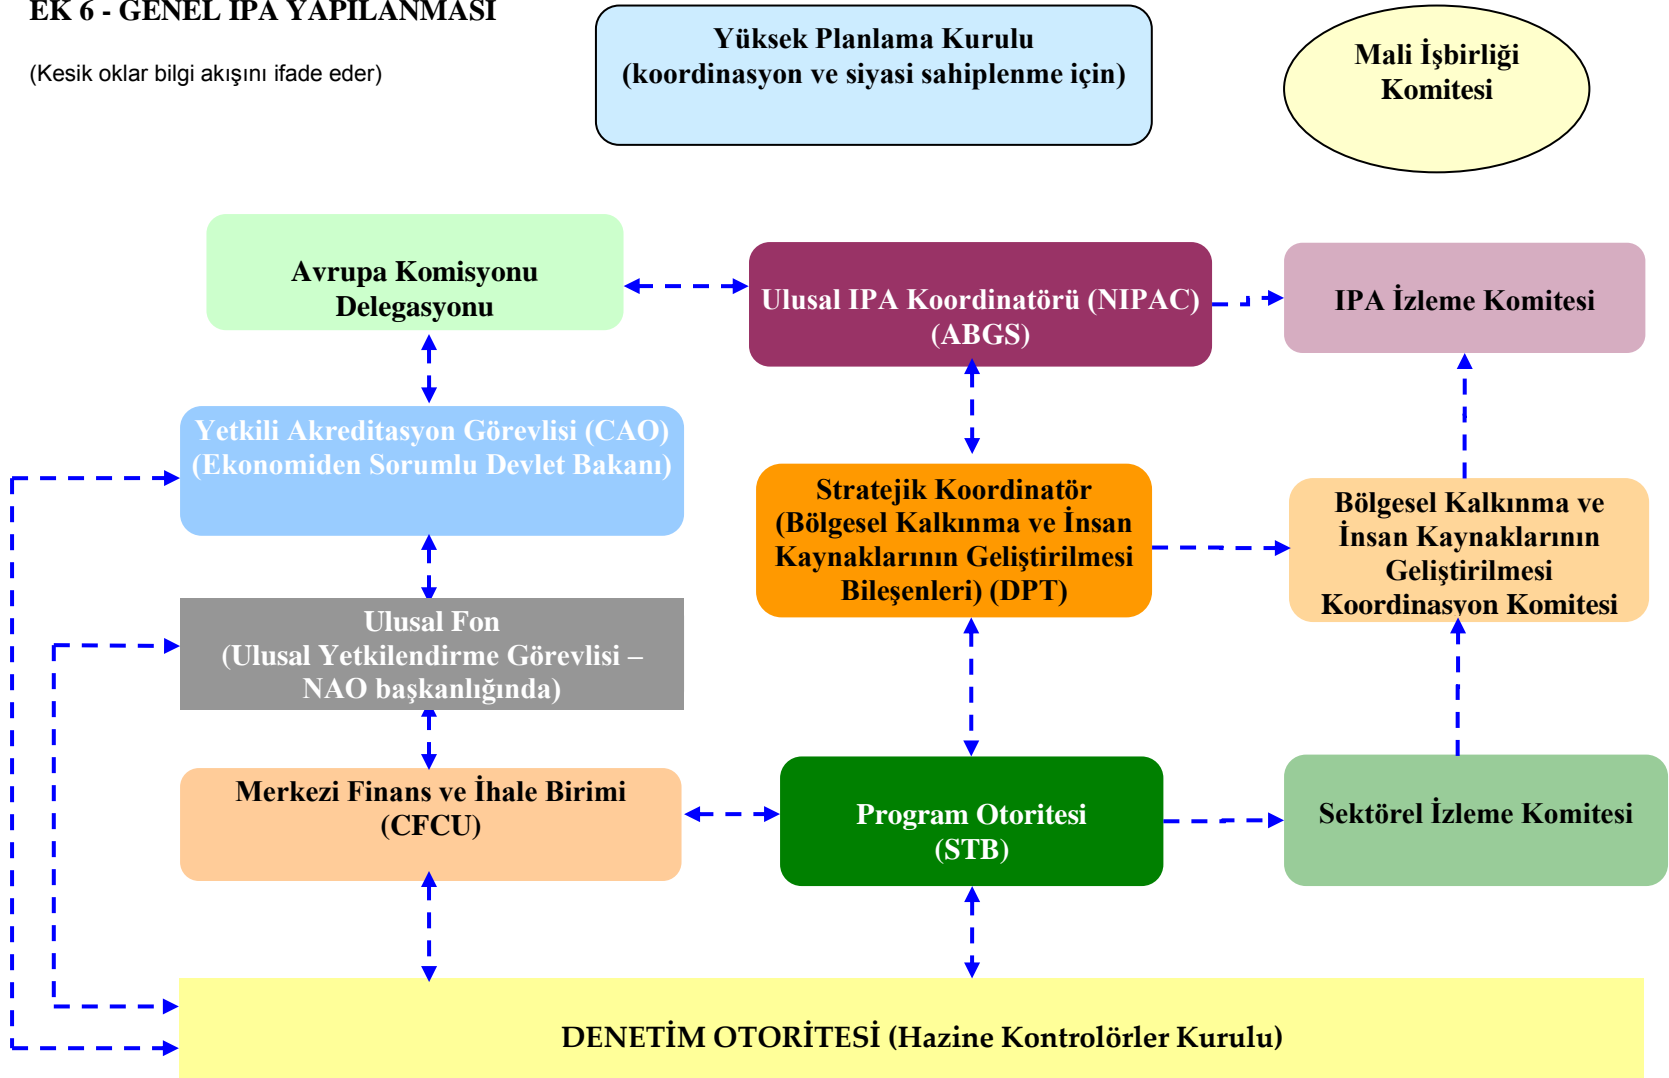 EK 6 - GENEL IPA YAPILANMASI
(Kesik oklar bilgi akışını ifade eder)
Yüksek Planlama Kurulu
(koordinasyon ve siyasi sahiplenme için)
Mali İşbirliği
Komitesi
Avrupa Komisyonu
Delegasyonu
Ulusal IPA Koordinatörü (NIPAC)
(ABGS)
IPA İzleme Komitesi
Yetkili Akreditasyon Görevlisi (CAO)
(Ekonomiden Sorumlu Devlet Bakanı)
Stratejik Koordinatör
(Bölgesel Kalkınma ve İnsan
Kaynaklarının Geliştirilmesi
Bileşenleri) (DPT)
Bölgesel Kalkınma ve
İnsan Kaynaklarının
Geliştirilmesi
Koordinasyon Komitesi
Ulusal Fon
(Ulusal Yetkilendirme Görevlisi –
NAO başkanlığında)
Merkezi Finans ve İhale Birimi
(CFCU)
Program Otoritesi
(STB)
Sektörel İzleme Komitesi
DENETİM OTORİTESİ (Hazine Kontrolörler Kurulu)